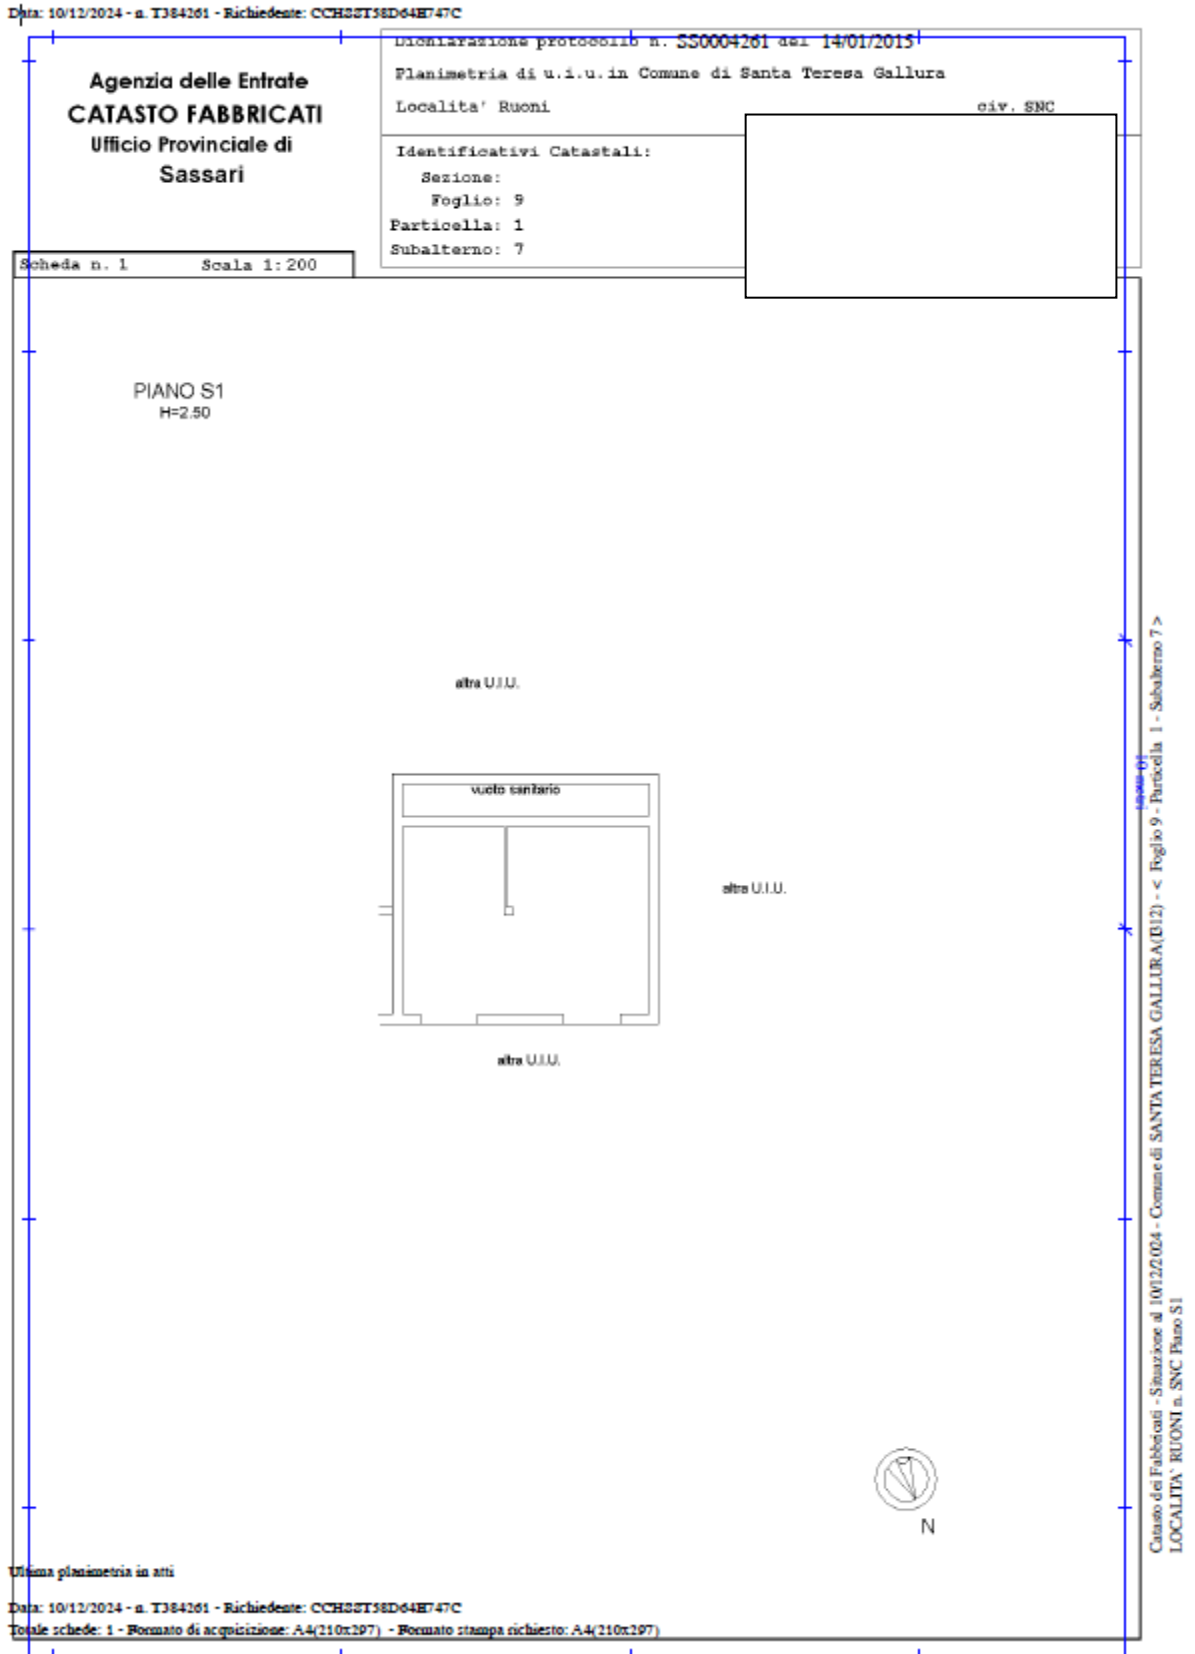 Data: 10/12/2024 - n. T384261 - Richiedente: CCHSST58D64H747C
Agenzia delle Entrate
CATASTO FABBRICATI
Ufficio Provinciale di
Sassari
Dichiarazione protocollo n. SS0004261 del 14/01/2015
Planimetria di u.i.u.in Comune di Santa Teresa Gallura
Localita' Ruoni civ. SNC
Identificativi Catastali:
Sezione:
Foglio: 9
Particella: 1
Subalterno: 7
Scheda n. 1 Scala 1:200
PIANO S1
H=2.50
altra U.I.U.
vuoto sanitario
altra U.I.U.
altra U.I.U.
N
10 metri
Catasto dei Fabbricati - Situazione al 10/12/2024 - Comune di SANTA TERESA GALLURA(I312) - < Foglio 9 - Particella 1 - Subalterno 7 >
LOCALITA` RUONI n. SNC Piano S1
Ultima planimetria in atti
Data: 10/12/2024 - n. T384261 - Richiedente: CCHSST58D64H747C
Totale schede: 1 - Formato di acquisizione: A4(210x297) - Formato stampa richiesto: A4(210x297)